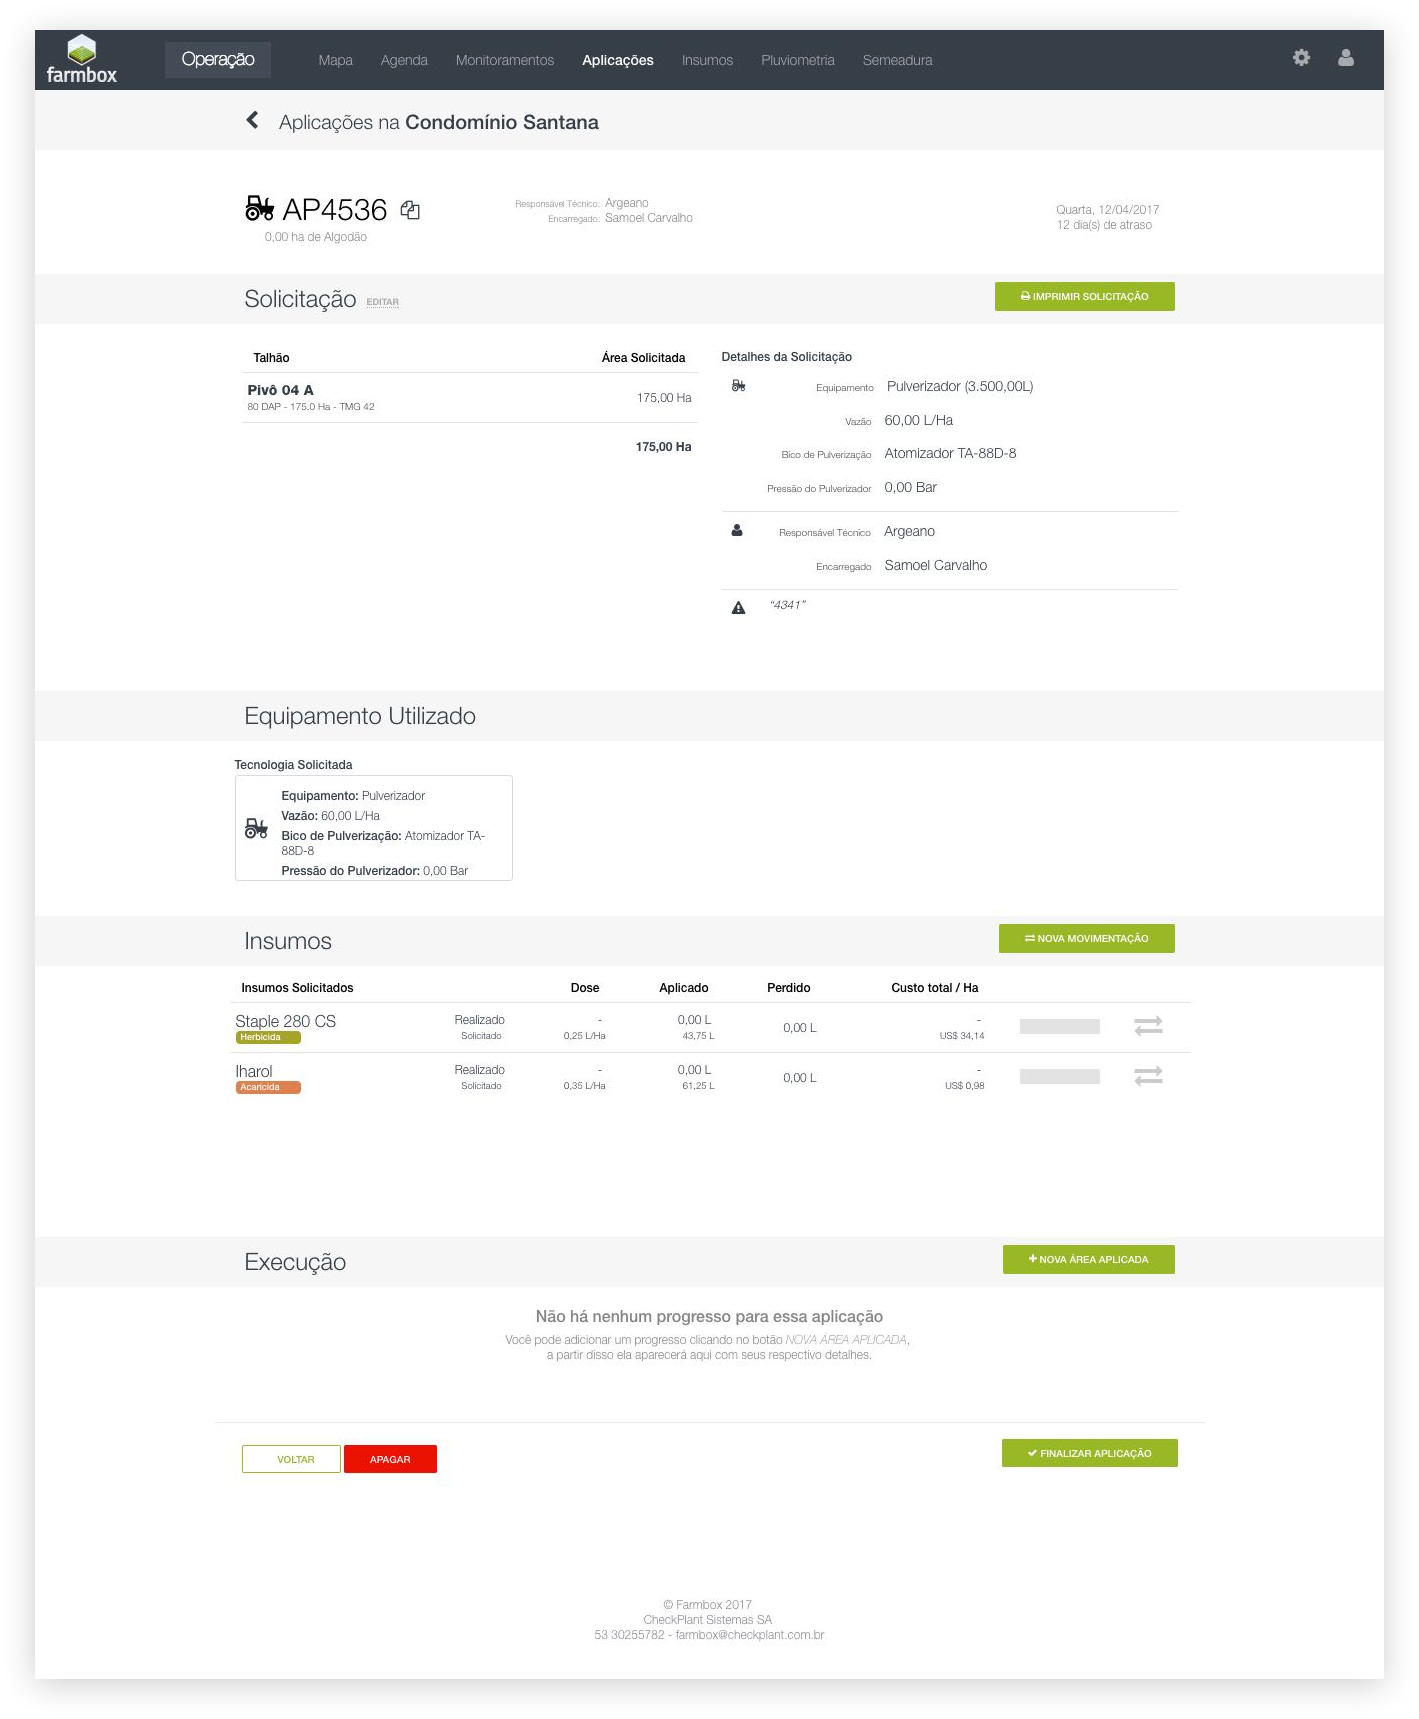 farmbox
Operação Mapa Agenda Monitoramentos Aplicações Insumos Pluviometria Semeadura
Aplicações na Condomínio Santana
AP4536
0,00 ha de Algodão
Responsável Técnico: Argeano
Encarregado: Samoel Carvalho
Quarta, 12/04/2017
12 dia(s) de atraso
Solicitação EDITAR
IMPRIMIR SOLICITAÇÃO
Talhão Área Solicitada
Pivô 04 A
80 DAP - 175.0 Ha - TMG 42
175,00 Ha
175,00 Ha
Detalhes da Solicitação
Equipamento Pulverizador (3.500,00L)
Vazão 60,00 L/Ha
Bico de Pulverização Atomizador TA-88D-8
Pressão do Pulverizador 0,00 Bar
Responsável Técnico Argeano
Encarregado Samoel Carvalho
“4341”
Equipamento Utilizado
Tecnologia Solicitada
Equipamento: Pulverizador
Vazão: 60,00 L/Ha
Bico de Pulverização: Atomizador TA-
88D-8
Pressão do Pulverizador: 0,00 Bar
Insumos
NOVA MOVIMENTAÇÃO
Insumos Solicitados Dose Aplicado Perdido Custo total / Ha
Staple 280 CS Realizado - 0,00 L 0,00 L -
Herbicida Solicitado 0,25 L/Ha 43,75 L US$ 34,14
Iharol Realizado - 0,00 L 0,00 L -
Acaricida Solicitado 0,35 L/Ha 61,25 L US$ 0,98
Execução
NOVA ÁREA APLICADA
Não há nenhum progresso para essa aplicação
Você pode adicionar um progresso clicando no botão NOVA ÁREA APLICADA,
a partir disso ela aparecerá aqui com seus respectivo detalhes.
VOLTAR APAGAR FINALIZAR APLICAÇÃO
© Farmbox 2017
CheckPlant Sistemas SA
53 30255782 - farmbox@checkplant.com.br